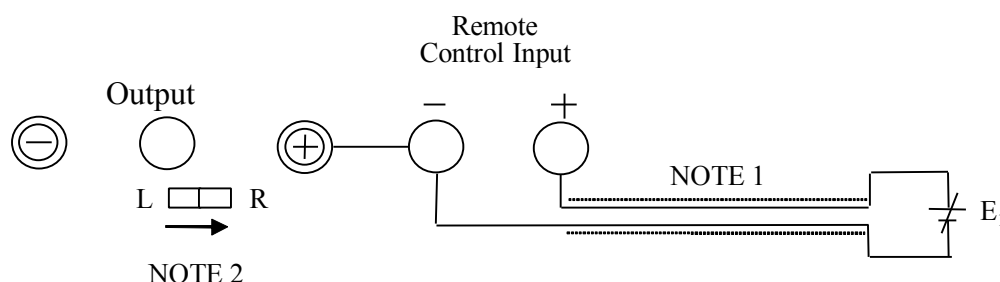 Remote
Control Input
Output
− +
− +
NOTE 1
L R
E
NOTE 2